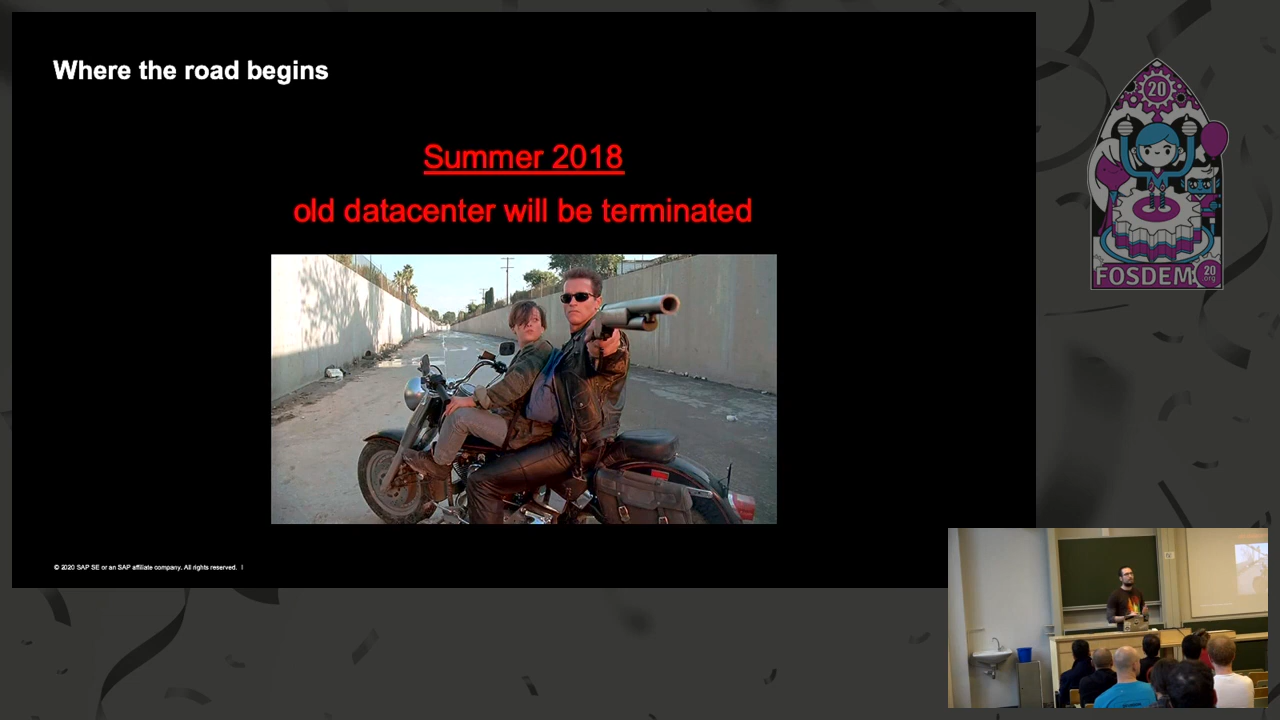 Where the road begins
Summer 2018
old datacenter will be terminated
© 2020 SAP SE or an SAP affiliate company. All rights reserved. I
20
FOSDEM
20
org